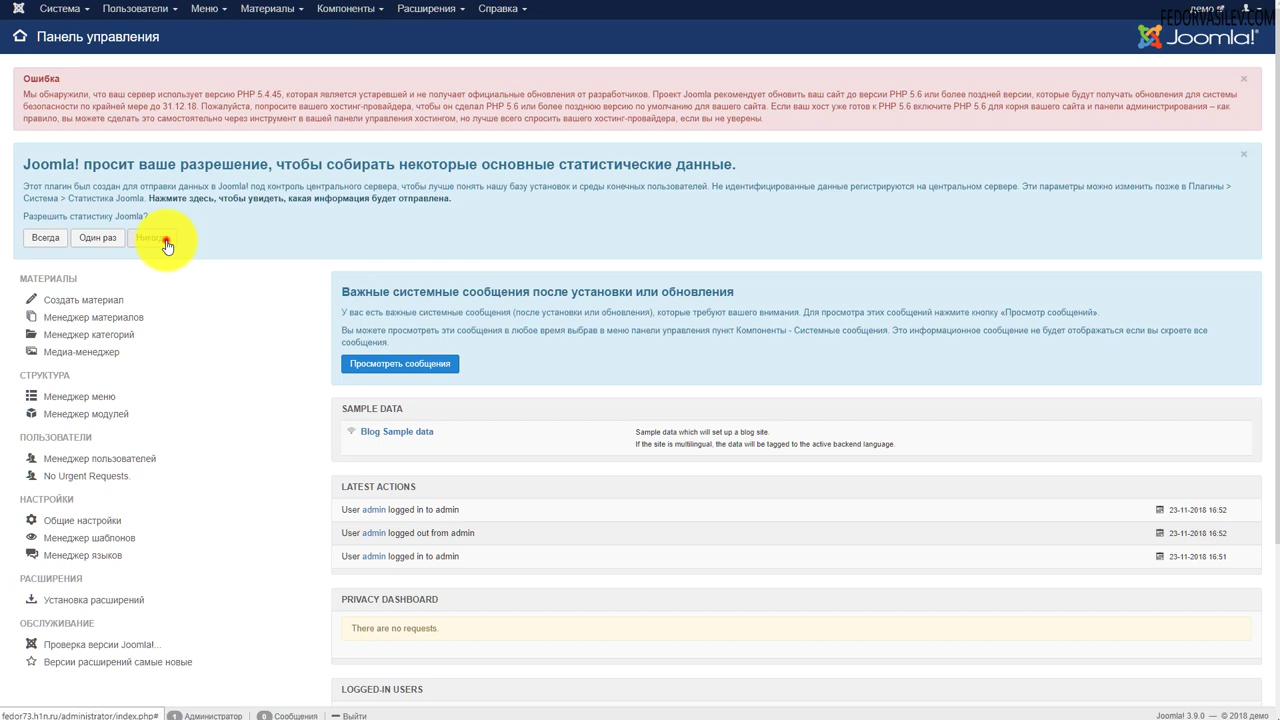 Система Пользователи Меню Материалы Компоненты Расширения Справка демо
FEDORVASILEV.COM
Панель управления
Joomla!
Ошибка
Мы обнаружили, что ваш сервер использует версию PHP 5.4.45, которая является устаревшей и не получает официальные обновления от разработчиков. Проект Joomla рекомендует обновить ваш сайт до версии PHP 5.6 или более поздней версии, которые будут получать обновления для системы
безопасности по крайней мере до 31.12.18. Пожалуйста, попросите вашего хостинг-провайдера, чтобы он сделал PHP 5.6 или более позднюю версию по умолчанию для вашего сайта. Если ваш хост уже готов к PHP 5.6 включите PHP 5.6 для корня вашего сайта и панели администрирования – как
правило, вы можете сделать это самостоятельно через инструмент в вашей панели управления хостингом, но лучше всего спросить вашего хостинг-провайдера, если вы не уверены.
Joomla! просит ваше разрешение, чтобы собирать некоторые основные статистические данные.
Этот плагин был создан для отправки данных в Joomla! под контроль центрального сервера, чтобы лучше понять нашу базу установок и среды конечных пользователей. Не идентифицированные данные регистрируются на центральном сервере. Эти параметры можно изменить позже в Плагины >
Система > Статистика Joomla. Нажмите здесь, чтобы увидеть, какая информация будет отправлена.
Разрешить статистику Joomla?
Всегда Один раз Никогда
МАТЕРИАЛЫ
Создать материал
Менеджер материалов
Менеджер категорий
Медиа-менеджер
СТРУКТУРА
Менеджер меню
Менеджер модулей
ПОЛЬЗОВАТЕЛИ
Менеджер пользователей
No Urgent Requests.
НАСТРОЙКИ
Общие настройки
Менеджер шаблонов
Менеджер языков
РАСШИРЕНИЯ
Установка расширений
ОБСЛУЖИВАНИЕ
Проверка версии Joomla!...
Версии расширений самые новые
Важные системные сообщения после установки или обновления
У вас есть важные системные сообщения (после установки или обновления), которые требуют вашего внимания. Для просмотра этих сообщений нажмите кнопку «Просмотр сообщений».
Вы можете просмотреть эти сообщения в любое время выбрав в меню панели управления пункт Компоненты - Системные сообщения. Это информационное сообщение не будет отображаться если вы скроете все
сообщения.
Просмотреть сообщения
SAMPLE DATA
Blog Sample data
Sample data which will set up a blog site.
If the site is multilingual, the data will be tagged to the active backend language.
LATEST ACTIONS
User admin logged in to admin 23-11-2018 16:52
User admin logged out from admin 23-11-2018 16:52
User admin logged in to admin 23-11-2018 16:51
PRIVACY DASHBOARD
There are no requests.
LOGGED-IN USERS
fedor73.h1n.ru/administrator/index.php# 1 Администратор 0 Сообщения Выйти Joomla! 3.9.0 — © 2018 демо